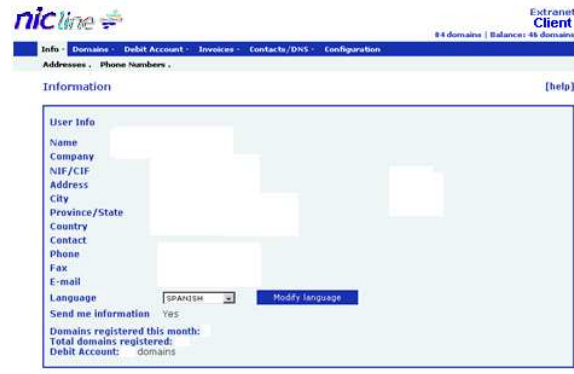 nicline
Extranet
Client
84 domains | Balance: 46 domains
Info - Domains - Debit Account - Invoices - Contacts/DNS - Configuration
Addresses . Phone Numbers .
Information [help]
User Info
Name
Company
NIF/CIF
Address
City
Province/State
Country
Contact
Phone
Fax
E-mail
Language SPANISH Modify language
Send me information Yes
Domains registered this month:
Total domains registered:
Debit Account: domains